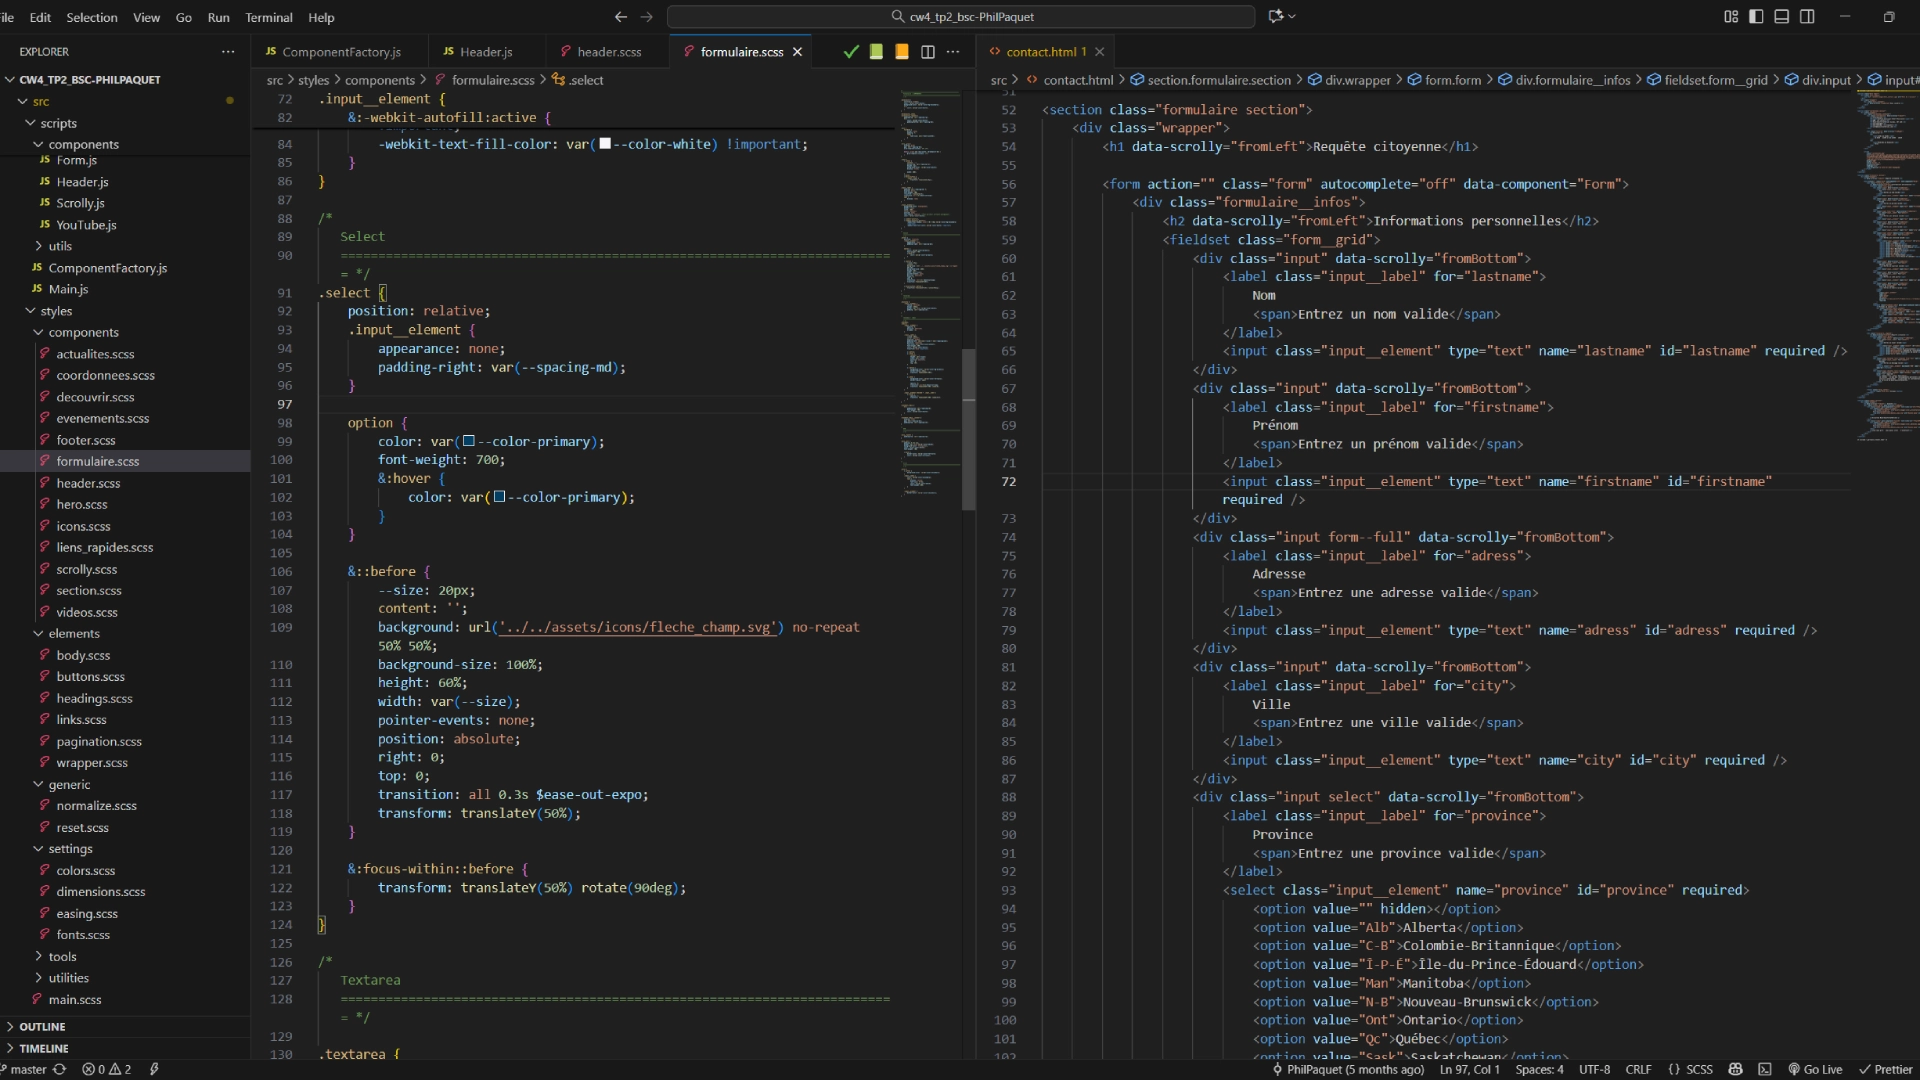 File Edit Selection View Go Run Terminal Help
cw4_tp2_bsc-PhilPaquet
EXPLORER
CW4_TP2_BSC-PHILPAQUET
src
scripts
components
Form.js
Header.js
Scrolly.js
YouTube.js
utils
ComponentFactory.js
Main.js
styles
components
actualites.scss
coordonnees.scss
decouvrir.scss
evenements.scss
footer.scss
formulaire.scss
header.scss
hero.scss
icons.scss
liens_rapides.scss
scrolly.scss
section.scss
videos.scss
elements
body.scss
buttons.scss
headings.scss
links.scss
pagination.scss
wrapper.scss
generic
normalize.scss
reset.scss
settings
colors.scss
dimensions.scss
easing.scss
fonts.scss
tools
utilities
main.scss
OUTLINE
TIMELINE
JS ComponentFactory.js JS Header.js header.scss formulaire.scss
src > styles > components > formulaire.scss > .select
72 .input__element {
82 &:-webkit-autofill:active {
84 -webkit-text-fill-color: var(--color-white) !important;
85 }
86 }
87
88 /*
89 Select
90 =========================================================================
= */
91 .select {
92 position: relative;
93 .input__element {
94 appearance: none;
95 padding-right: var(--spacing-md);
96 }
97
98 option {
99 color: var(--color-primary);
100 font-weight: 700;
101 &:hover {
102 color: var(--color-primary);
103 }
104 }
105
106 &::before {
107 --size: 20px;
108 content: '';
109 background: url('../../assets/icons/fleche_champ.svg') no-repeat
50% 50%;
110 background-size: 100%;
111 height: 60%;
112 width: var(--size);
113 pointer-events: none;
114 position: absolute;
115 right: 0;
116 top: 0;
117 transition: all 0.3s $ease-out-expo;
118 transform: translateY(50%);
119 }
120
121 &:focus-within::before {
122 transform: translateY(50%) rotate(90deg);
123 }
124 }
125
126 /*
127 Textarea
128 =========================================================================
= */
129
130 .textarea {
contact.html 1
src > contact.html > section.formulaire.section > div.wrapper > form.form > div.formulaire__infos > fieldset.form__grid > div.input > input#
51
52 <section class="formulaire section">
53 <div class="wrapper">
54 <h1 data-scrolly="fromLeft">Requête citoyenne</h1>
55
56 <form action="" class="form" autocomplete="off" data-component="Form">
57 <div class="formulaire__infos">
58 <h2 data-scrolly="fromLeft">Informations personnelles</h2>
59 <fieldset class="form__grid">
60 <div class="input" data-scrolly="fromBottom">
61 <label class="input__label" for="lastname">
62 Nom
63 <span>Entrez un nom valide</span>
64 </label>
65 <input class="input__element" type="text" name="lastname" id="lastname" required />
66 </div>
67 <div class="input" data-scrolly="fromBottom">
68 <label class="input__label" for="firstname">
69 Prénom
70 <span>Entrez un prénom valide</span>
71 </label>
72 <input class="input__element" type="text" name="firstname" id="firstname"
required />
73 </div>
74 <div class="input form--full" data-scrolly="fromBottom">
75 <label class="input__label" for="adress">
76 Adresse
77 <span>Entrez une adresse valide</span>
78 </label>
79 <input class="input__element" type="text" name="adress" id="adress" required />
80 </div>
81 <div class="input" data-scrolly="fromBottom">
82 <label class="input__label" for="city">
83 Ville
84 <span>Entrez une ville valide</span>
85 </label>
86 <input class="input__element" type="text" name="city" id="city" required />
87 </div>
88 <div class="input select" data-scrolly="fromBottom">
89 <label class="input__label" for="province">
90 Province
91 <span>Entrez une province valide</span>
92 </label>
93 <select class="input__element" name="province" id="province" required>
94 <option value="" hidden></option>
95 <option value="Alb">Alberta</option>
96 <option value="C-B">Colombie-Britannique</option>
97 <option value="Î-P-É">Île-du-Prince-Édouard</option>
98 <option value="Man">Manitoba</option>
99 <option value="N-B">Nouveau-Brunswick</option>
100 <option value="Ont">Ontario</option>
101 <option value="Qc">Québec</option>
102 <option value="Sask">Saskatchewan</option>
master 0 2 PhilPaquet (5 months ago) Ln 97, Col 1 Spaces: 4 UTF-8 CRLF {} SCSS Go Live Prettier